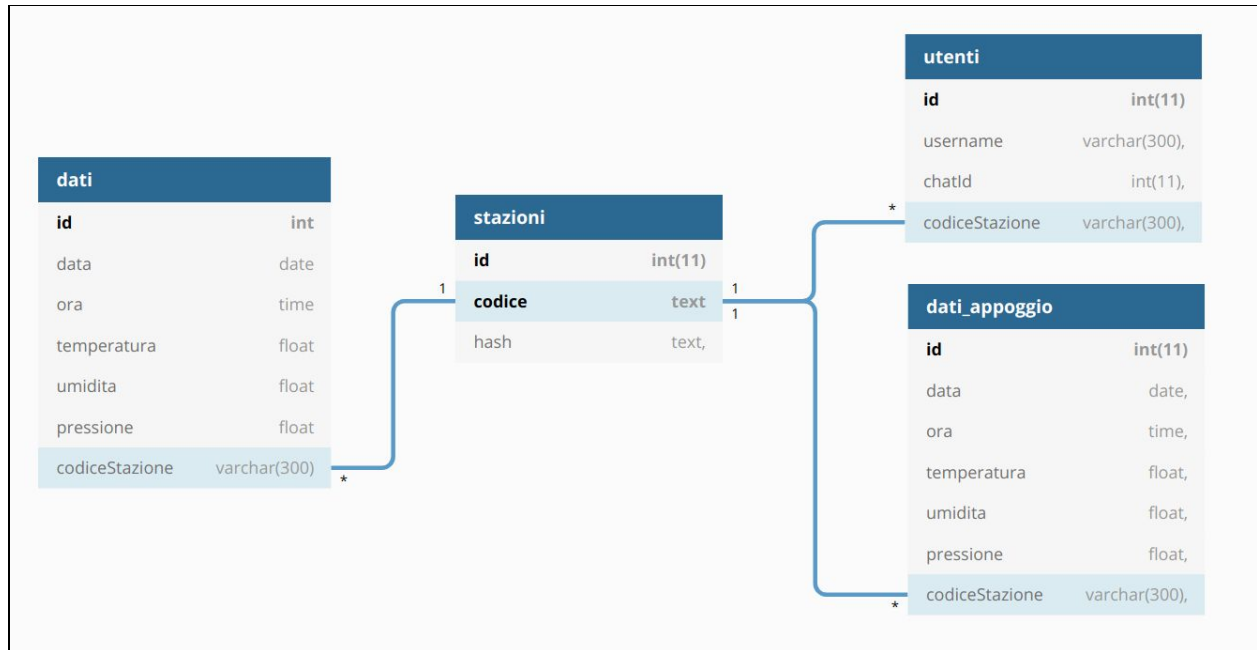 dati
id int
data date
ora time
temperatura float
umidita float
pressione float
codiceStazione varchar(300)
*
1
stazioni
id int(11)
codice text
hash text,
1
1
utenti
id int(11)
username varchar(300),
chatId int(11),
* codiceStazione varchar(300),
dati_appoggio
id int(11)
data date,
ora time,
temperatura float,
umidita float,
pressione float,
codiceStazione varchar(300),
*